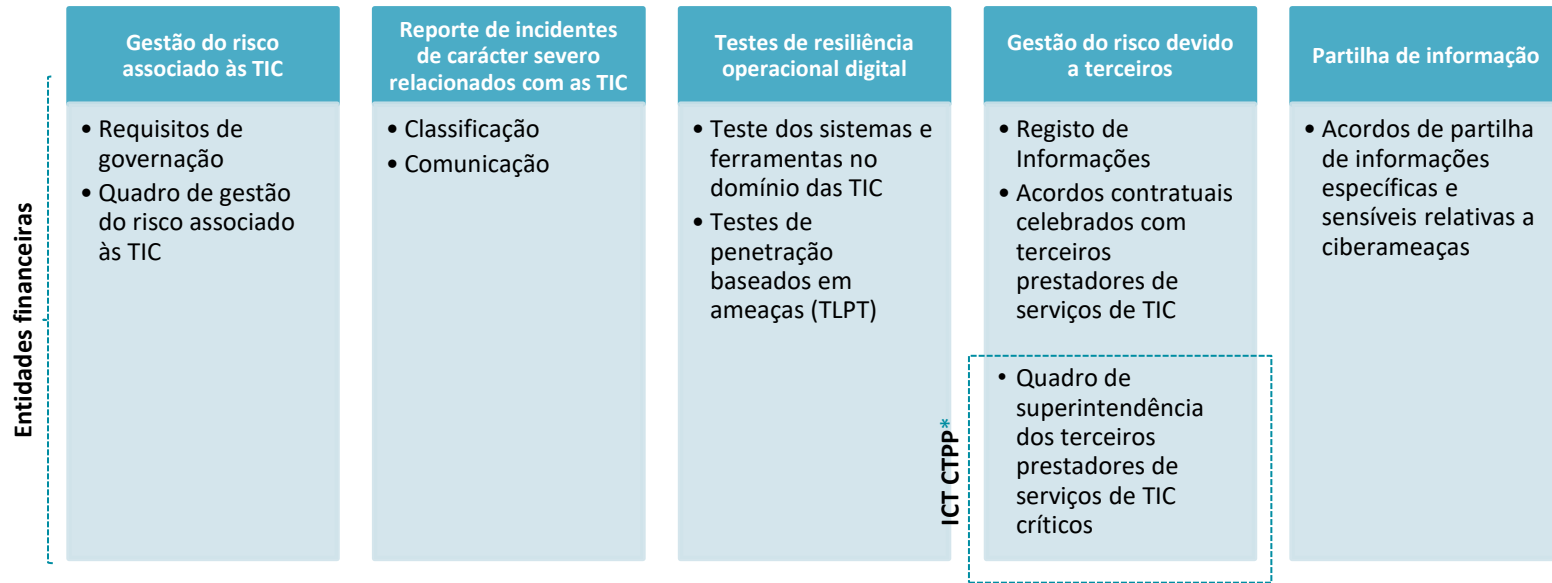 Gestão do risco
associado às TIC
• Requisitos de
governação
• Quadro de gestão
do risco associado
às TIC
Reporte de incidentes
de carácter severo
relacionados com as TIC
• Classificação
• Comunicação
Testes de resiliência
operacional digital
• Teste dos sistemas e
ferramentas no
domínio das TIC
• Testes de
penetração
baseados em
ameaças (TLPT)
Gestão do risco devido
a terceiros
• Registo de
Informações
• Acordos contratuais
celebrados com
terceiros
prestadores de
serviços de TIC
• Quadro de
superintendência
dos terceiros
prestadores de
serviços de TIC
críticos
Partilha de informação
• Acordos de partilha
de informações
específicas e
sensíveis relativas a
ciberameaças
Entidades financeiras
ICT CTPP*